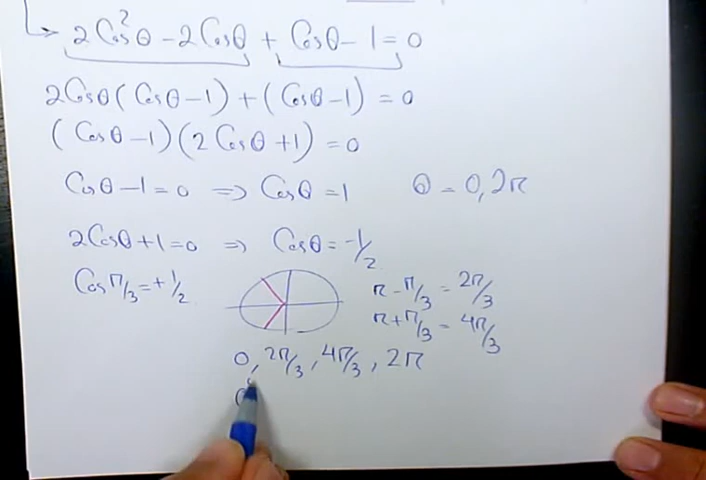 2Cos²θ - 2Cosθ + Cosθ - 1 = 0
2Cosθ(Cosθ - 1) + (Cosθ - 1) = 0
(Cosθ - 1)(2Cosθ + 1) = 0
Cosθ - 1 = 0 ⇒ Cosθ = 1 θ = 0, 2π
2Cosθ + 1 = 0 ⇒ Cosθ = -1/2
Cos π/3 = +1/2 π - π/3 = 2π/3
π + π/3 = 4π/3
0, 2π/3, 4π/3, 2π